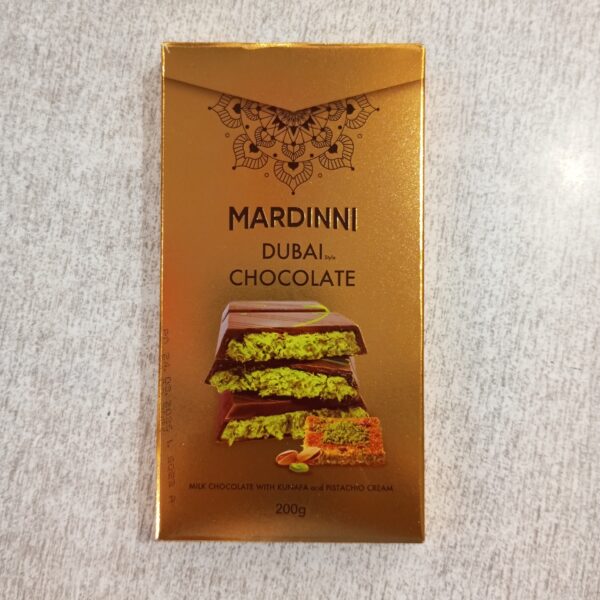 MARDINNI
DUBAI Style
CHOCOLATE
MILK CHOCOLATE WITH KUNAFA and PISTACHIO CREAM
200g